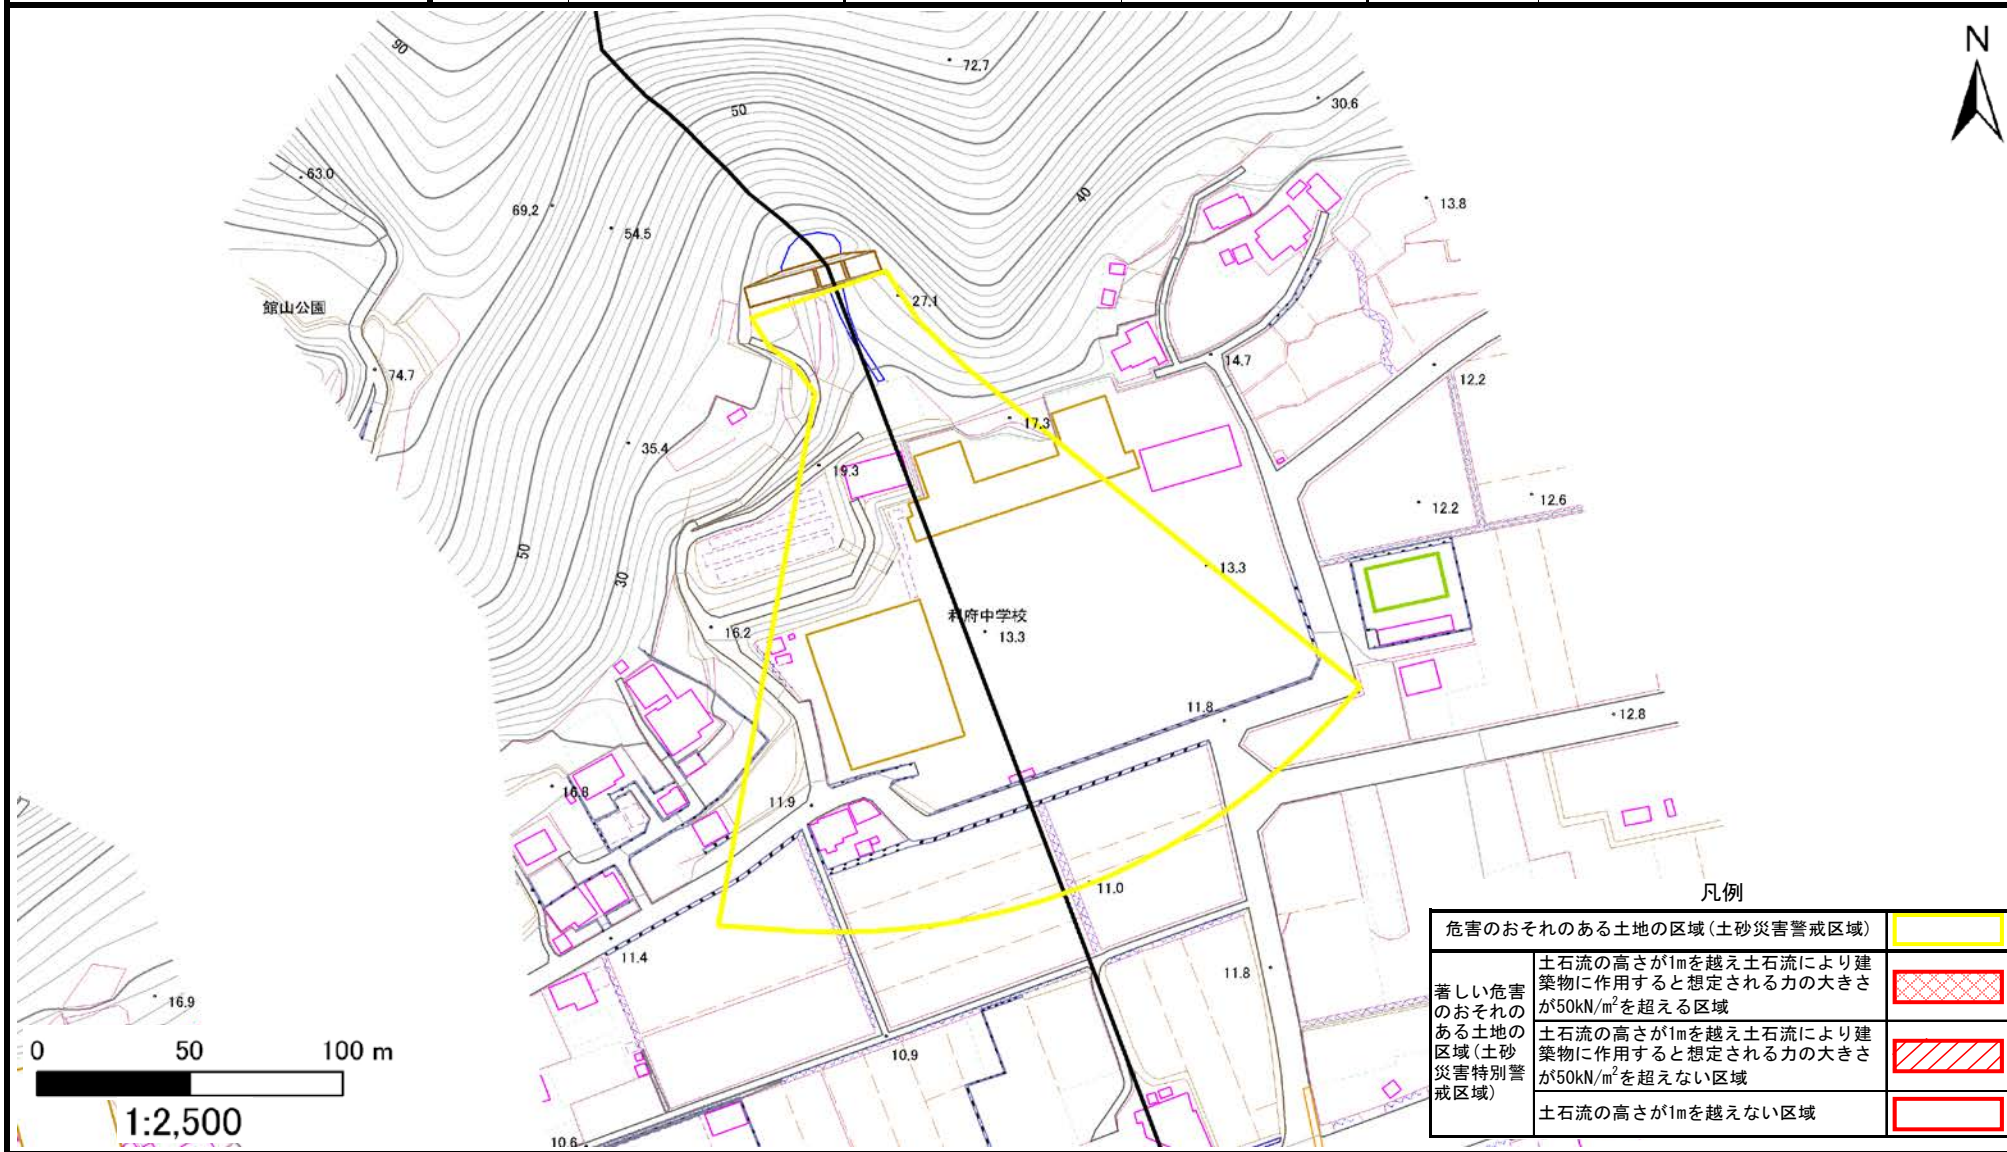 90
72.7
N
50
30.6
63.0
40
69.2
13.8
54.5
27.1
館山公園
14.7
74.7
12.2
17.3
35.4
19.3
12.2
12.6
50
30
13.3
利府中学校
16.2
13.3
11.8
12.8
16.8
11.9
11.0
凡例
危害のおそれのある土地の区域(土砂災害警戒区域)
11.4
11.8
著しい危害
のおそれの
ある土地の
区域(土砂
災害特別警
戒区域)
土石流の高さが1mを越え土石流により建
築物に作用すると想定される力の大きさ
が50kN/m²を超える区域
土石流の高さが1mを越え土石流により建
築物に作用すると想定される力の大きさ
が50kN/m²を超えない区域
土石流の高さが1mを越えない区域
16.9
0 50 100 m
10.9
1:2,500
10.6